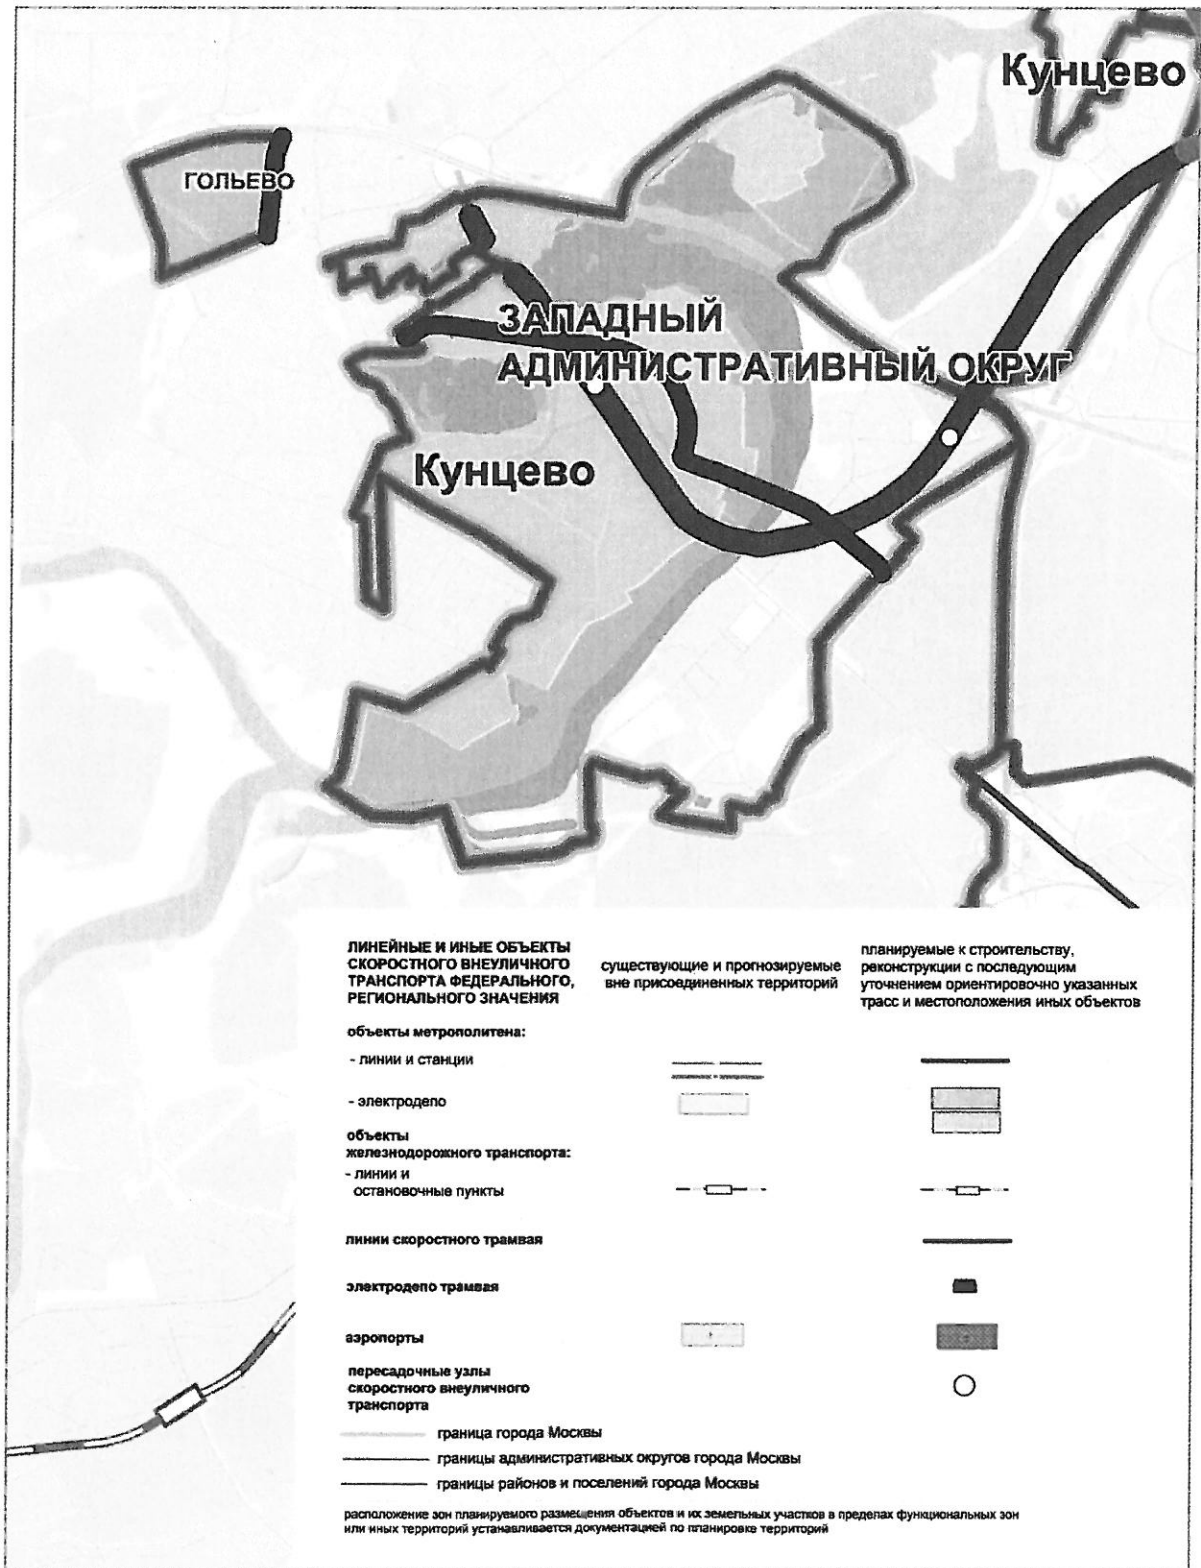 Кунцево
ГОЛЬЕВО
ЗАПАДНЫЙ
АДМИНИСТРАТИВНЫЙ ОКРУГ
Кунцево
ЛИНЕЙНЫЕ И ИНЫЕ ОБЪЕКТЫ
СКОРОСТНОГО ВНЕУЛИЧНОГО
ТРАНСПОРТА ФЕДЕРАЛЬНОГО,
РЕГИОНАЛЬНОГО ЗНАЧЕНИЯ
существующие и прогнозируемые
вне присоединенных территорий
планируемые к строительству,
реконструкции с последующим
уточнением ориентировочно указанных
трасс и местоположения иных объектов
объекты метрополитена:
- линии и станции
- электродепо
объекты
железнодорожного транспорта:
- линии и
остановочные пункты
линии скоростного трамвая
электродепо трамвая
аэропорты
пересадочные узлы
скоростного внеуличного
транспорта
граница города Москвы
границы административных округов города Москвы
границы районов и поселений города Москвы
расположение зон планируемого размещения объектов и их земельных участков в пределах функциональных зон
или иных территорий устанавливается документацией по планировке территорий